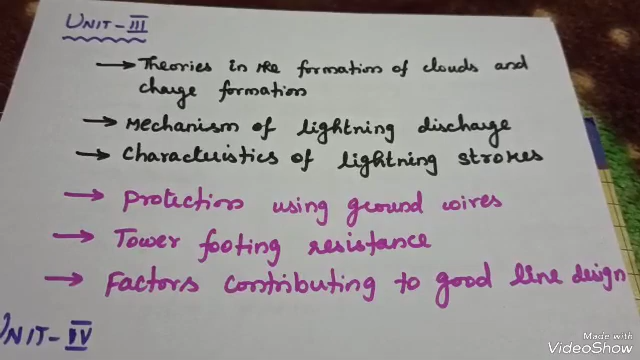 UNIT-III
→ Theories in the formation of clouds and
charge formation
→ Mechanism of lightning discharge
→ Characteristics of lightning strokes
→ Protection using ground wires
→ Tower footing resistance
→ Factors contributing to good line design
UNIT-IV
Made with
VideoShow